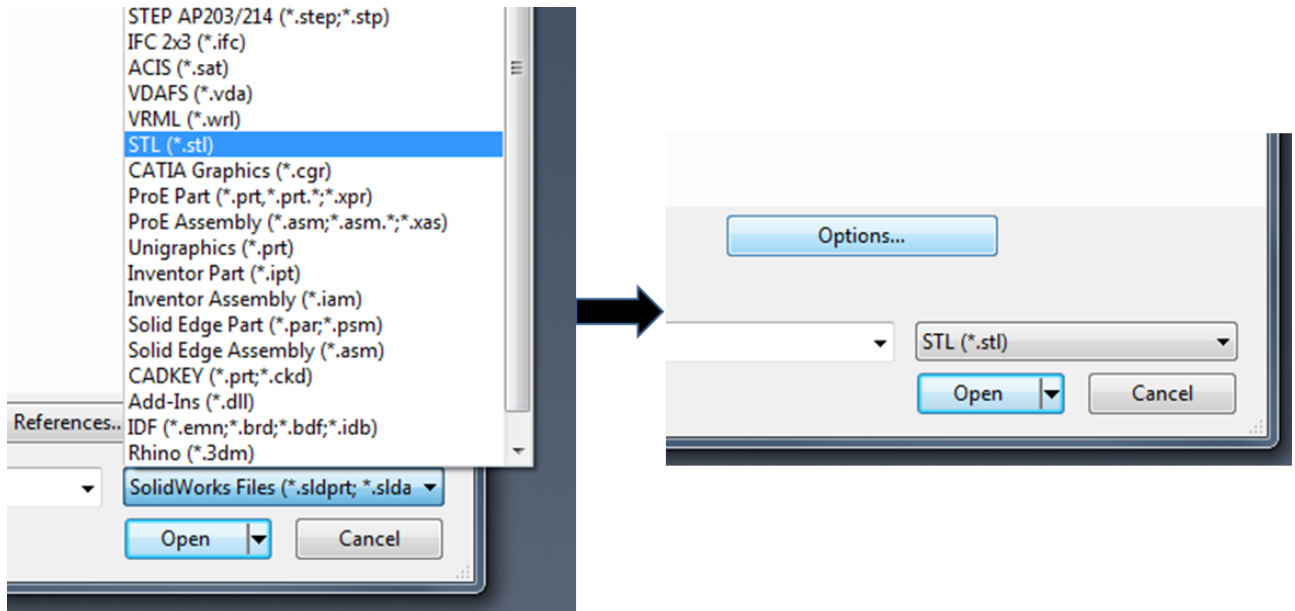 STEP AP203/214 (*.step;*.stp)
IFC 2x3 (*.ifc)
ACIS (*.sat)
VDAFS (*.vda)
VRML (*.wrl)
STL (*.stl)
CATIA Graphics (*.cgr)
ProE Part (*.prt,*.prt.*;*.xpr)
ProE Assembly (*.asm;*.asm.*;*.xas)
Unigraphics (*.prt)
Inventor Part (*.ipt)
Inventor Assembly (*.iam)
Solid Edge Part (*.par;*.psm)
Solid Edge Assembly (*.asm)
CADKEY (*.prt;*.ckd)
Add-Ins (*.dll)
References...
IDF (*.emn;*.brd;*.bdf;*.idb)
Rhino (*.3dm)
SolidWorks Files (*.sldprt; *.slda
Open Cancel
Options...
STL (*.stl)
Open Cancel